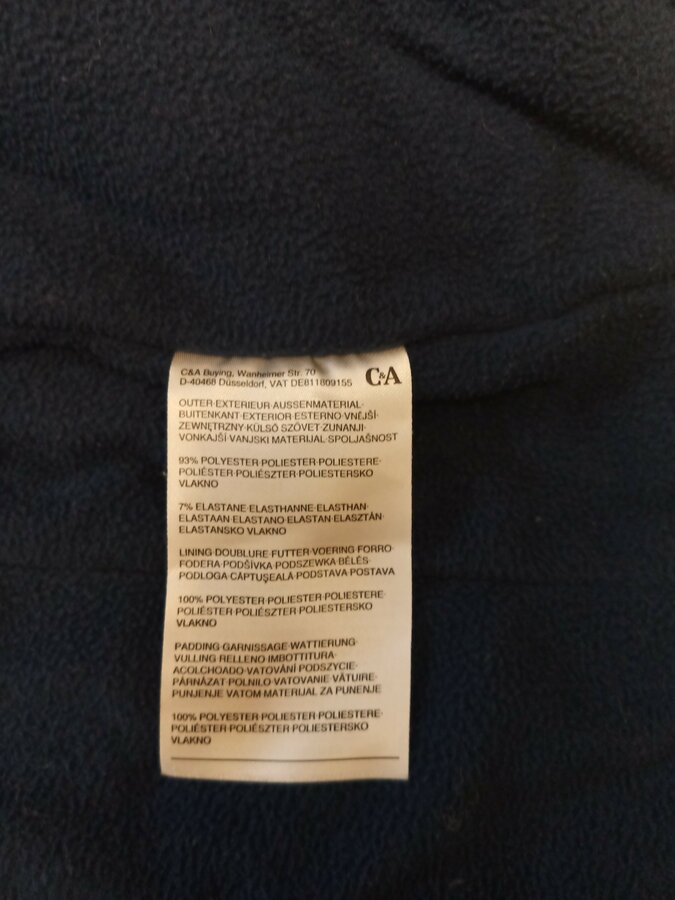 C&A Buying, Wanheimer Str. 70
D-40468 Düsseldorf, VAT DE811809155
C&A
OUTER·EXTERIEUR·AUSSENMATERIAL·
BUITENKANT·EXTERIOR·ESTERNO·VNĚJŠÍ·
ZEWNĘTRZNY·KÜLSŐ SZÖVET·ZUNANJI·
VONKAJŠÍ·VANJSKI MATERIJAL·SPOLJAŠNOST
93% POLYESTER·POLIESTER·POLIESTERE·
POLIÉSTER·POLIÉSZTER·POLIESTERSKO
VLAKNO
7% ELASTANE·ELASTHANNE·ELASTHAN·
ELASTAAN·ELASTANO·ELASTAN·ELASZTÁN·
ELASTANSKO VLAKNO
LINING·DOUBLURE·FUTTER·VOERING·FORRO·
FODERA·PODŠÍVKA·PODSZEWKA·BÉLÉS·
PODLOGA·CĂPTUŞEALĂ·PODSTAVA·POSTAVA
100% POLYESTER·POLIESTER·POLIESTERE·
POLIÉSTER·POLIÉSZTER·POLIESTERSKO
VLAKNO
PADDING·GARNISSAGE·WATTIERUNG·
VULLING·RELLENO·IMBOTTITURA·
ACOLCHOADO·VATOVÁNÍ·PODSZYCIE·
PÁRNÁZAT·POLNILO·VATOVANIE·VĂTUIRE·
PUNJENJE VATOM·MATERIJAL ZA PUNENJE
100% POLYESTER·POLIESTER·POLIESTERE·
POLIÉSTER·POLIÉSZTER·POLIESTERSKO
VLAKNO